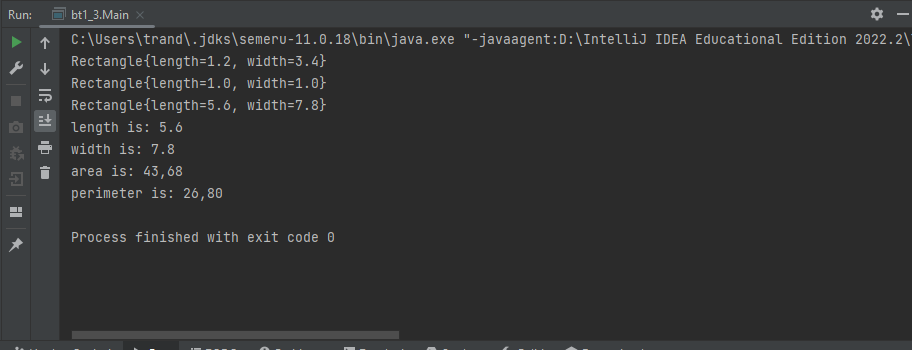 Run: bt1_3.Main
C:\Users\trand\.jdks\semeru-11.0.18\bin\java.exe "-javaagent:D:\IntelliJ IDEA Educational Edition 2022.2\
Rectangle{length=1.2, width=3.4}
Rectangle{length=1.0, width=1.0}
Rectangle{length=5.6, width=7.8}
length is: 5.6
width is: 7.8
area is: 43,68
perimeter is: 26,80
Process finished with exit code 0